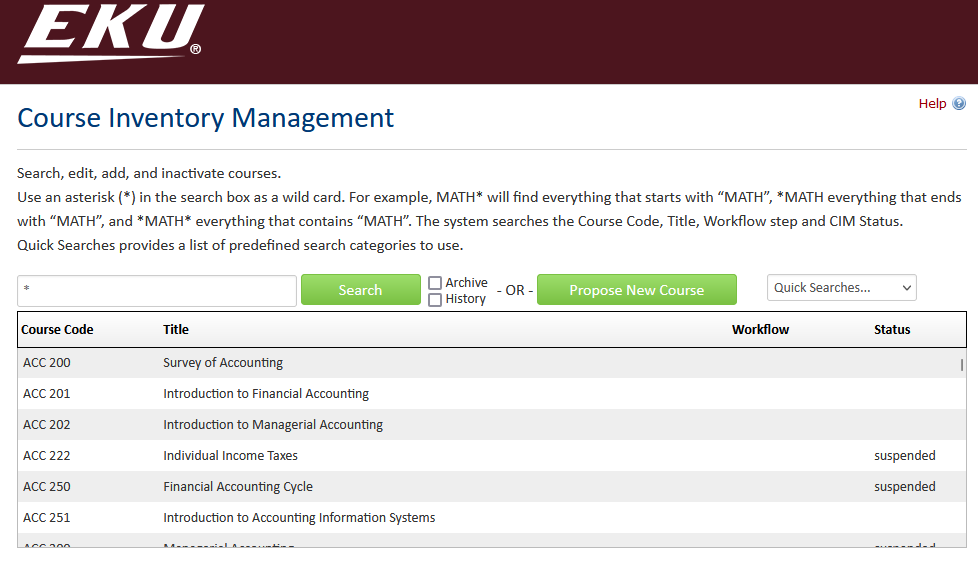 EKU®
Help
Course Inventory Management
Search, edit, add, and inactivate courses.
Use an asterisk (*) in the search box as a wild card. For example, MATH* will find everything that starts with “MATH”, *MATH everything that ends
with “MATH”, and *MATH* everything that contains “MATH”. The system searches the Course Code, Title, Workflow step and CIM Status.
Quick Searches provides a list of predefined search categories to use.
* Search Archive - OR - Propose New Course Quick Searches...
History
Course Code Title Workflow Status
ACC 200 Survey of Accounting
ACC 201 Introduction to Financial Accounting
ACC 202 Introduction to Managerial Accounting
ACC 222 Individual Income Taxes suspended
ACC 250 Financial Accounting Cycle suspended
ACC 251 Introduction to Accounting Information Systems
Managerial Accounting suspended